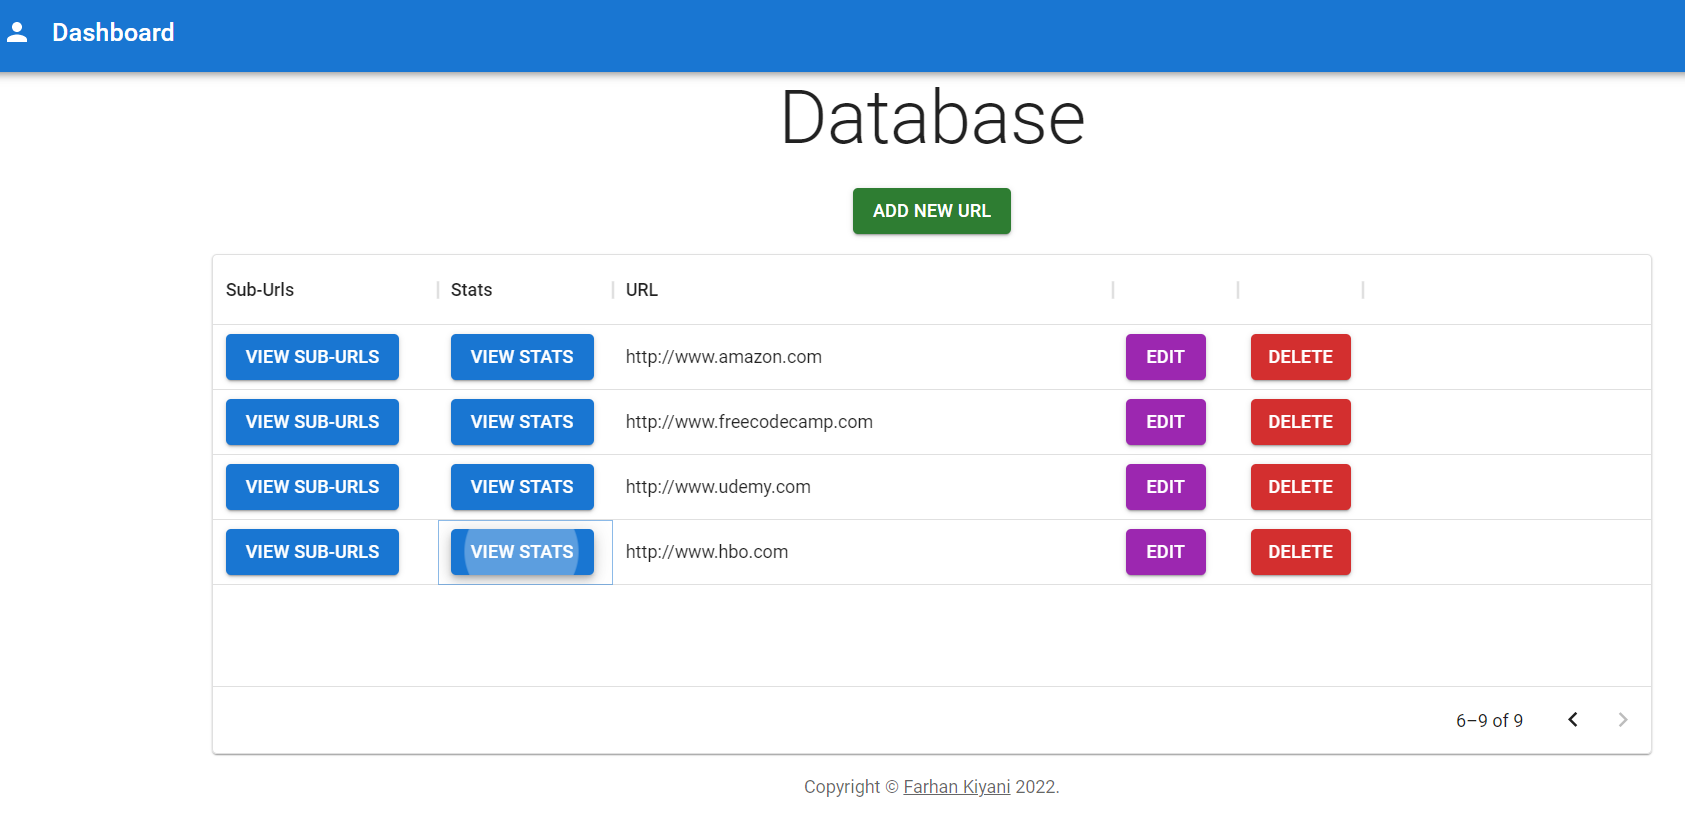 Dashboard
Database
ADD NEW URL
Sub-Urls Stats URL
VIEW SUB-URLS VIEW STATS http://www.amazon.com EDIT DELETE
VIEW SUB-URLS VIEW STATS http://www.freecodecamp.com EDIT DELETE
VIEW SUB-URLS VIEW STATS http://www.udemy.com EDIT DELETE
VIEW SUB-URLS VIEW STATS http://www.hbo.com EDIT DELETE
6–9 of 9
Copyright © Farhan Kiyani 2022.